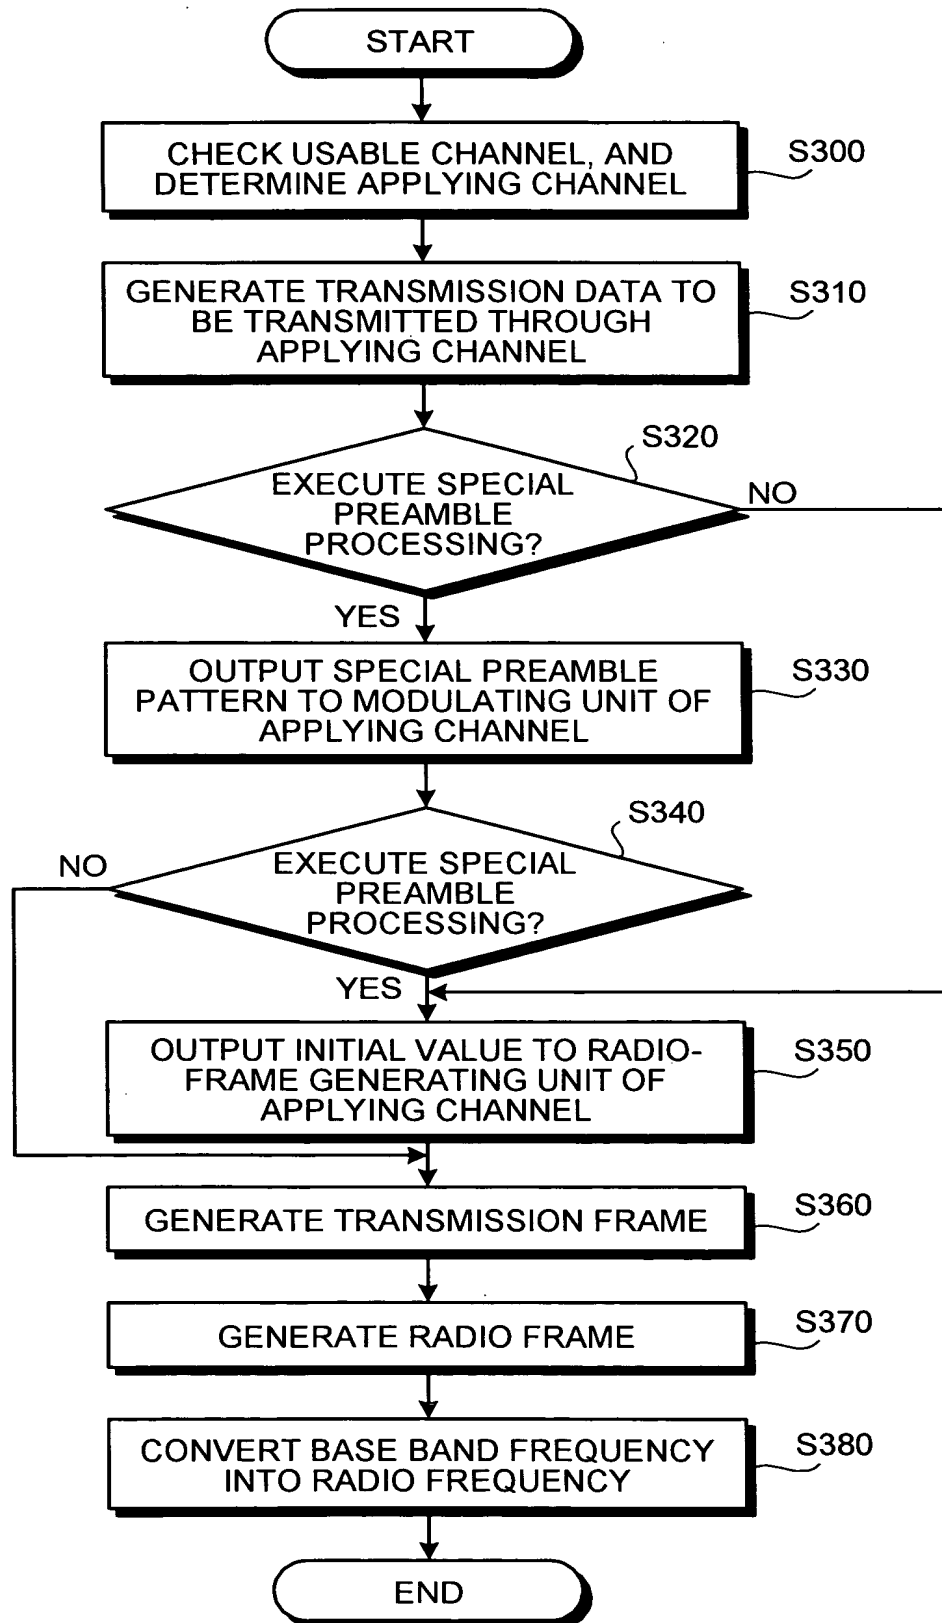 START
CHECK USABLE CHANNEL, AND
DETERMINE APPLYING CHANNEL
S300
GENERATE TRANSMISSION DATA TO
BE TRANSMITTED THROUGH
APPLYING CHANNEL
S310
S320
EXECUTE SPECIAL
PREAMBLE
PROCESSING?
NO
YES
OUTPUT SPECIAL PREAMBLE
PATTERN TO MODULATING UNIT OF
APPLYING CHANNEL
S330
S340
NO
EXECUTE SPECIAL
PREAMBLE
PROCESSING?
YES
OUTPUT INITIAL VALUE TO RADIO-
FRAME GENERATING UNIT OF
APPLYING CHANNEL
S350
GENERATE TRANSMISSION FRAME
S360
GENERATE RADIO FRAME
S370
CONVERT BASE BAND FREQUENCY
INTO RADIO FREQUENCY
S380
END